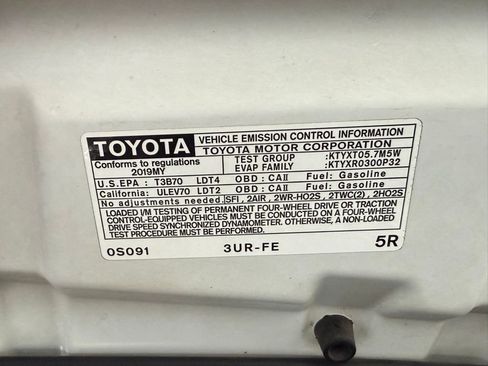 TOYOTA VEHICLE EMISSION CONTROL INFORMATION
TOYOTA MOTOR CORPORATION
Conforms to regulations
2019MY
TEST GROUP :KTYXT05.7M5W
EVAP FAMILY :KTYXR0300P32
U.S.EPA : T3B70 LDT4 OBD : CAII Fuel: Gasoline
California: ULEV70 LDT2 OBD : CAII Fuel: Gasoline
No adjustments needed. SFI, 2AIR, 2WR-HO2S, 2TWC(2), 2HO2S
LOADED I/M TESTING OF PERMANENT FOUR-WHEEL DRIVE OR TRACTION
CONTROL-EQUIPPED VEHICLES MUST BE CONDUCTED ON A FOUR-WHEEL
DRIVE SPEED SYNCHRONIZED DYNAMOMETER. OTHERWISE, A NON-LOADED
TEST PROCEDURE MUST BE USED.
0S091 3UR-FE 5R